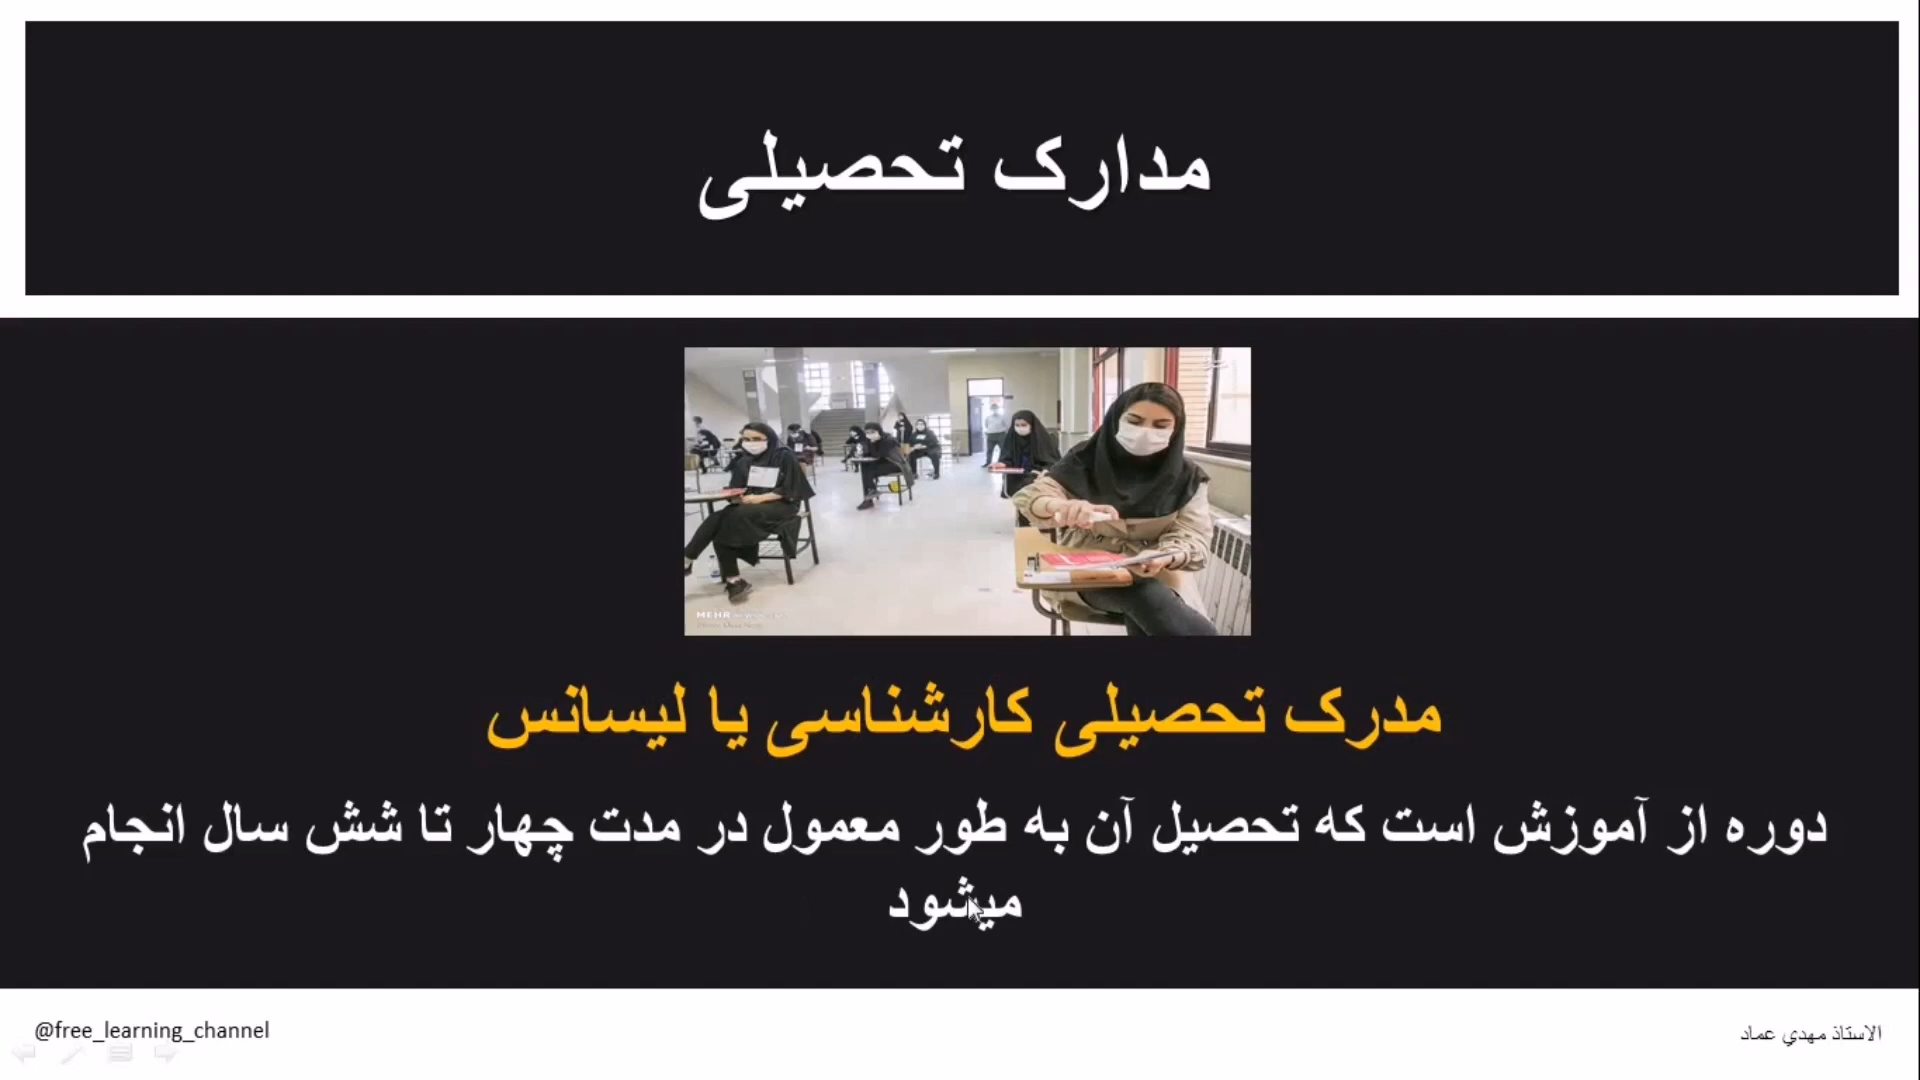 مدارک تحصیلی
MEHR
مدرک تحصیلی کارشناسی یا لیسانس
دوره از آموزش است که تحصیل آن به طور معمول در مدت چهار تا شش سال انجام
میشود
@free_learning_channel
الاستاذ مهدي عماد